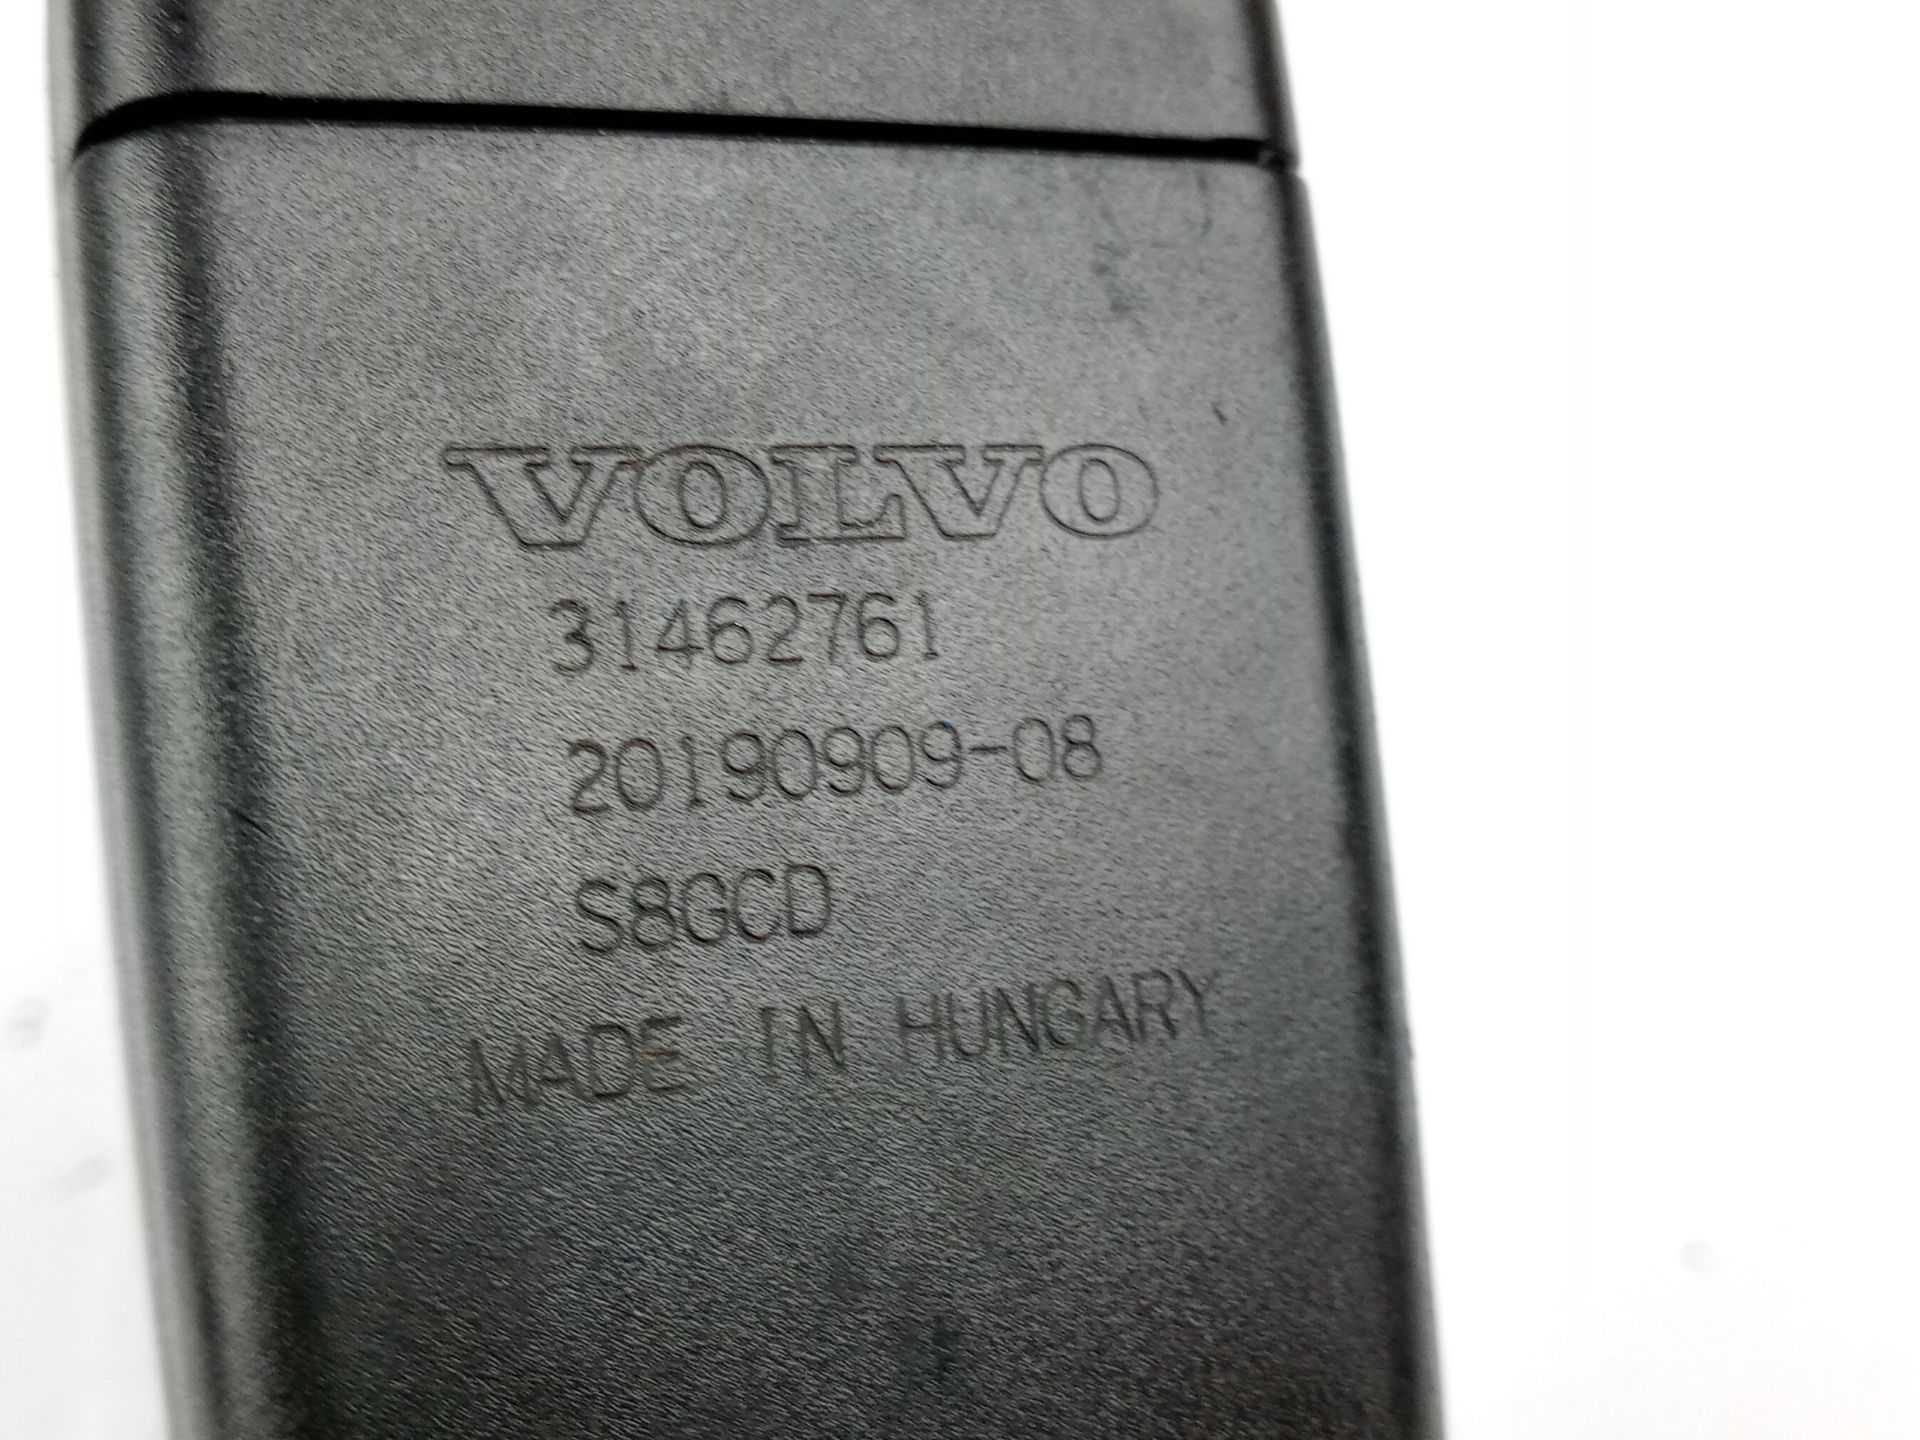 VOLVO
31462761
20190909-08
S8GCD
MADE IN HUNGARY